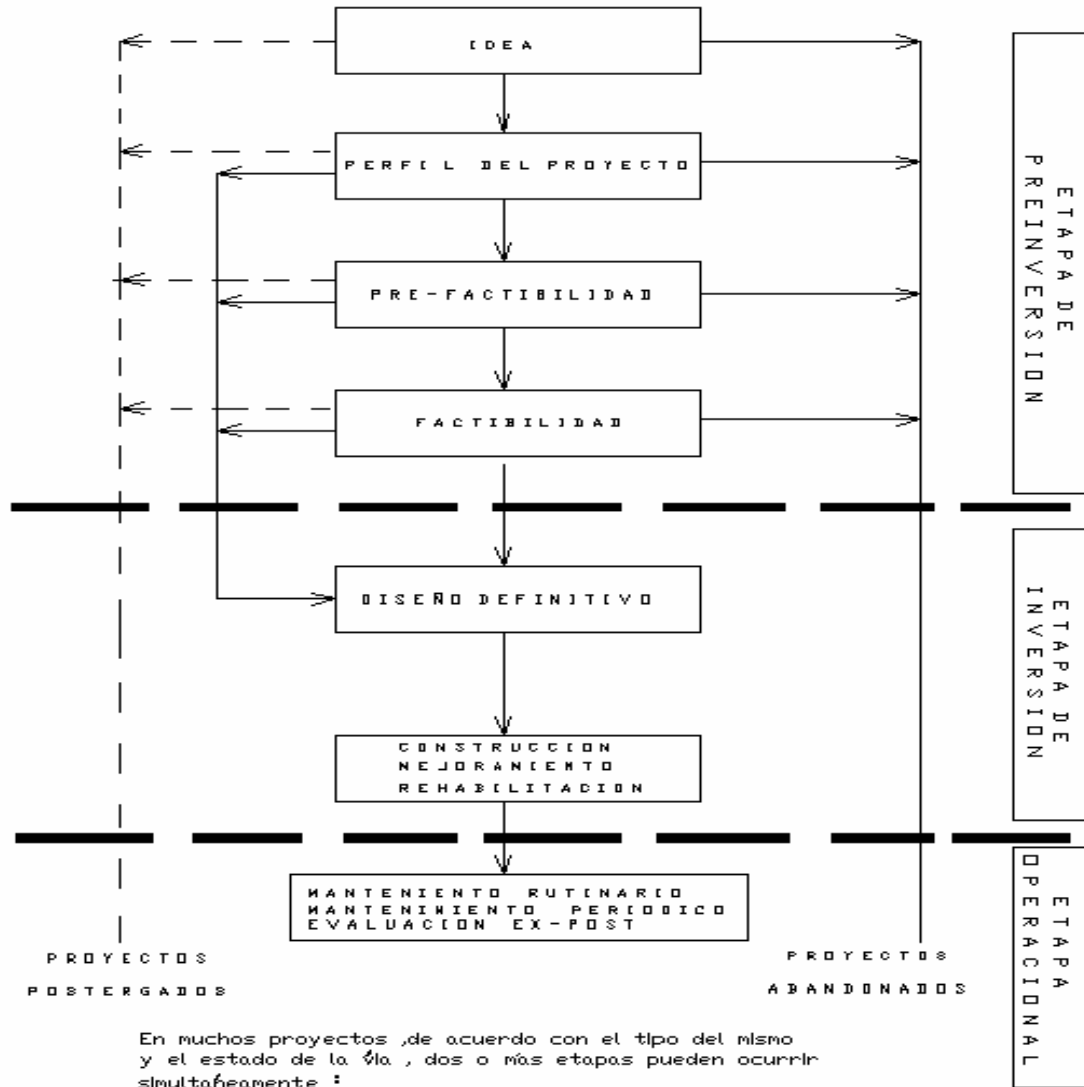 IDEA
PERFIL DEL PROYECTO
PRE-FACTIBILIDAD
FACTIBILIDAD
ETAPA DE
PREINVERSION
DISEÑO DEFINITIVO
CONSTRUCCION
NEJORAMIENTO
REHABILITACION
ETAPA DE
INVERSION
MANTENIENTO RUTINARIO
MANTENIMIENTO PERIODICO
EVALUACION EX-POST
ETAPA
OPERACIONAL
PROYECTOS
POSTERGADOS
PROYECTOS
ABANDONADOS
En muchos proyectos ,de acuerdo con el tipo del mismo
y el estado de la vía , dos o más etapas pueden ocurrir
simultáneamente :